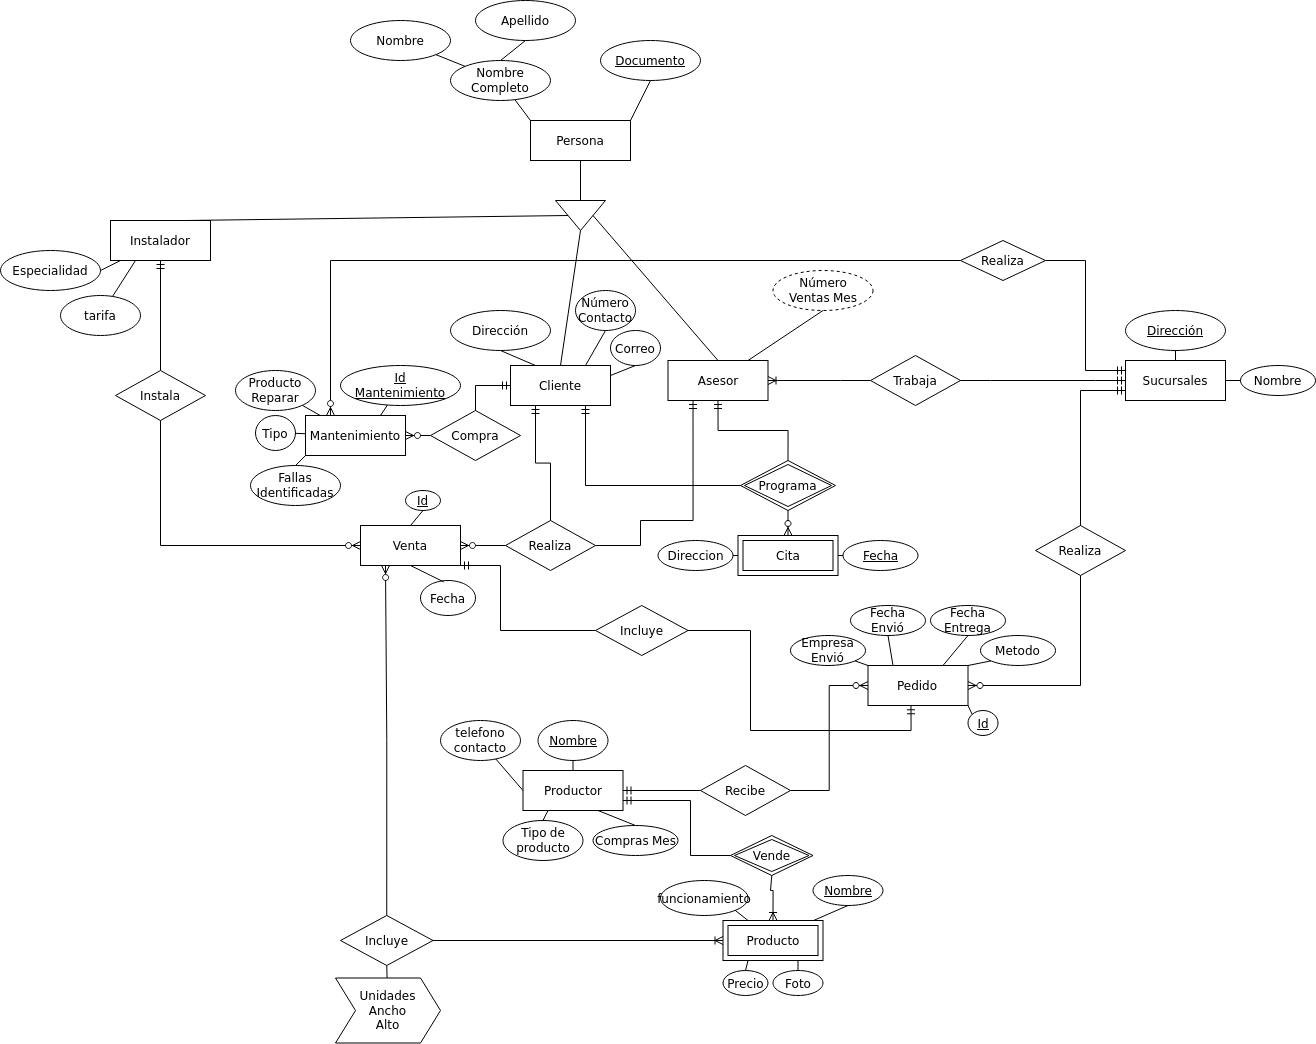 Apellido
Nombre
Nombre
Completo
Documento
Persona
Instalador
Especialidad
tarifa
Realiza
Número
Ventas Mes
Número
Contacto
Dirección
Correo
Dirección
Cliente
Asesor
Trabaja
Sucursales
Nombre
Instala
Producto
Reparar
Id
Mantenimiento
Tipo
Mantenimiento
Compra
Fallas
Identificadas
Programa
Id
Venta
Realiza
Direccion
Cita
Fecha
Realiza
Fecha
Incluye
Fecha
Envió
Fecha
Entrega
Empresa
Envió
Metodo
Pedido
Id
telefono
contacto
Nombre
Productor
Recibe
Tipo de
producto
Compras Mes
Vende
funcionamiento
Nombre
Incluye
Producto
Precio
Foto
Unidades
Ancho
Alto